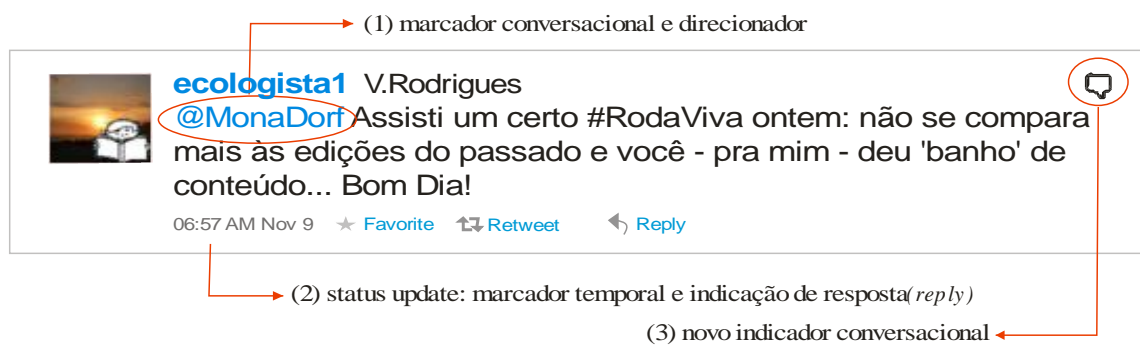 (1) marcador conversacional e direcionador
ecologista1 V.Rodrigues
@MonaDorf Assisti um certo #RodaViva ontem: não se compara
mais às edições do passado e você - pra mim - deu 'banho' de
conteúdo... Bom Dia!
06:57 AM Nov 9 Favorite Retweet Reply
(2) status update: marcador temporal e indicação de resposta(reply)
(3) novo indicador conversacional